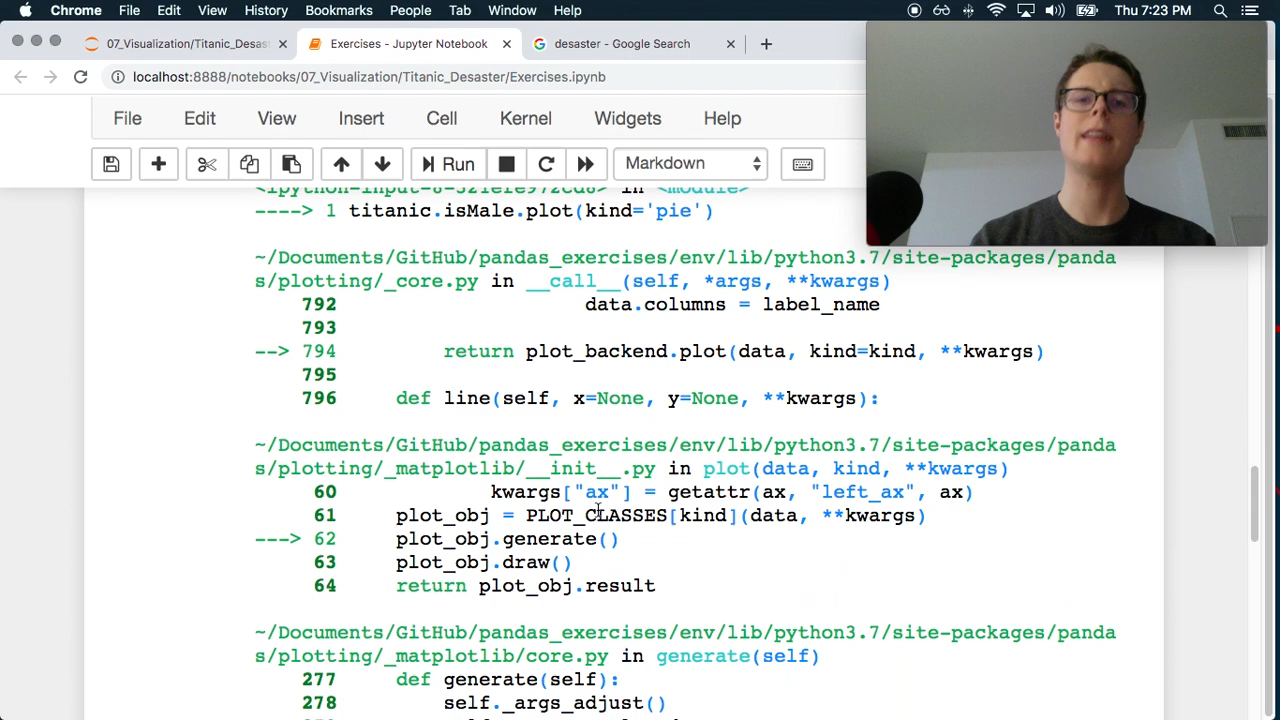 Chrome File Edit View History Bookmarks People Tab Window Help Thu 7:23 PM
07_Visualization/Titanic_Desast Exercises - Jupyter Notebook desaster - Google Search
localhost:8888/notebooks/07_Visualization/Titanic_Desaster/Exercises.ipynb
File Edit View Insert Cell Kernel Widgets Help
Run Markdown
in <module>
----> 1 titanic.isMale.plot(kind='pie')
~/Documents/GitHub/pandas_exercises/env/lib/python3.7/site-packages/panda
s/plotting/_core.py in __call__(self, *args, **kwargs)
792 data.columns = label_name
793
--> 794 return plot_backend.plot(data, kind=kind, **kwargs)
795
796 def line(self, x=None, y=None, **kwargs):
~/Documents/GitHub/pandas_exercises/env/lib/python3.7/site-packages/panda
s/plotting/_matplotlib/__init__.py in plot(data, kind, **kwargs)
60 kwargs["ax"] = getattr(ax, "left_ax", ax)
61 plot_obj = PLOT_CLASSES[kind](data, **kwargs)
---> 62 plot_obj.generate()
63 plot_obj.draw()
64 return plot_obj.result
~/Documents/GitHub/pandas_exercises/env/lib/python3.7/site-packages/panda
s/plotting/_matplotlib/core.py in generate(self)
277 def generate(self):
278 self._args_adjust()